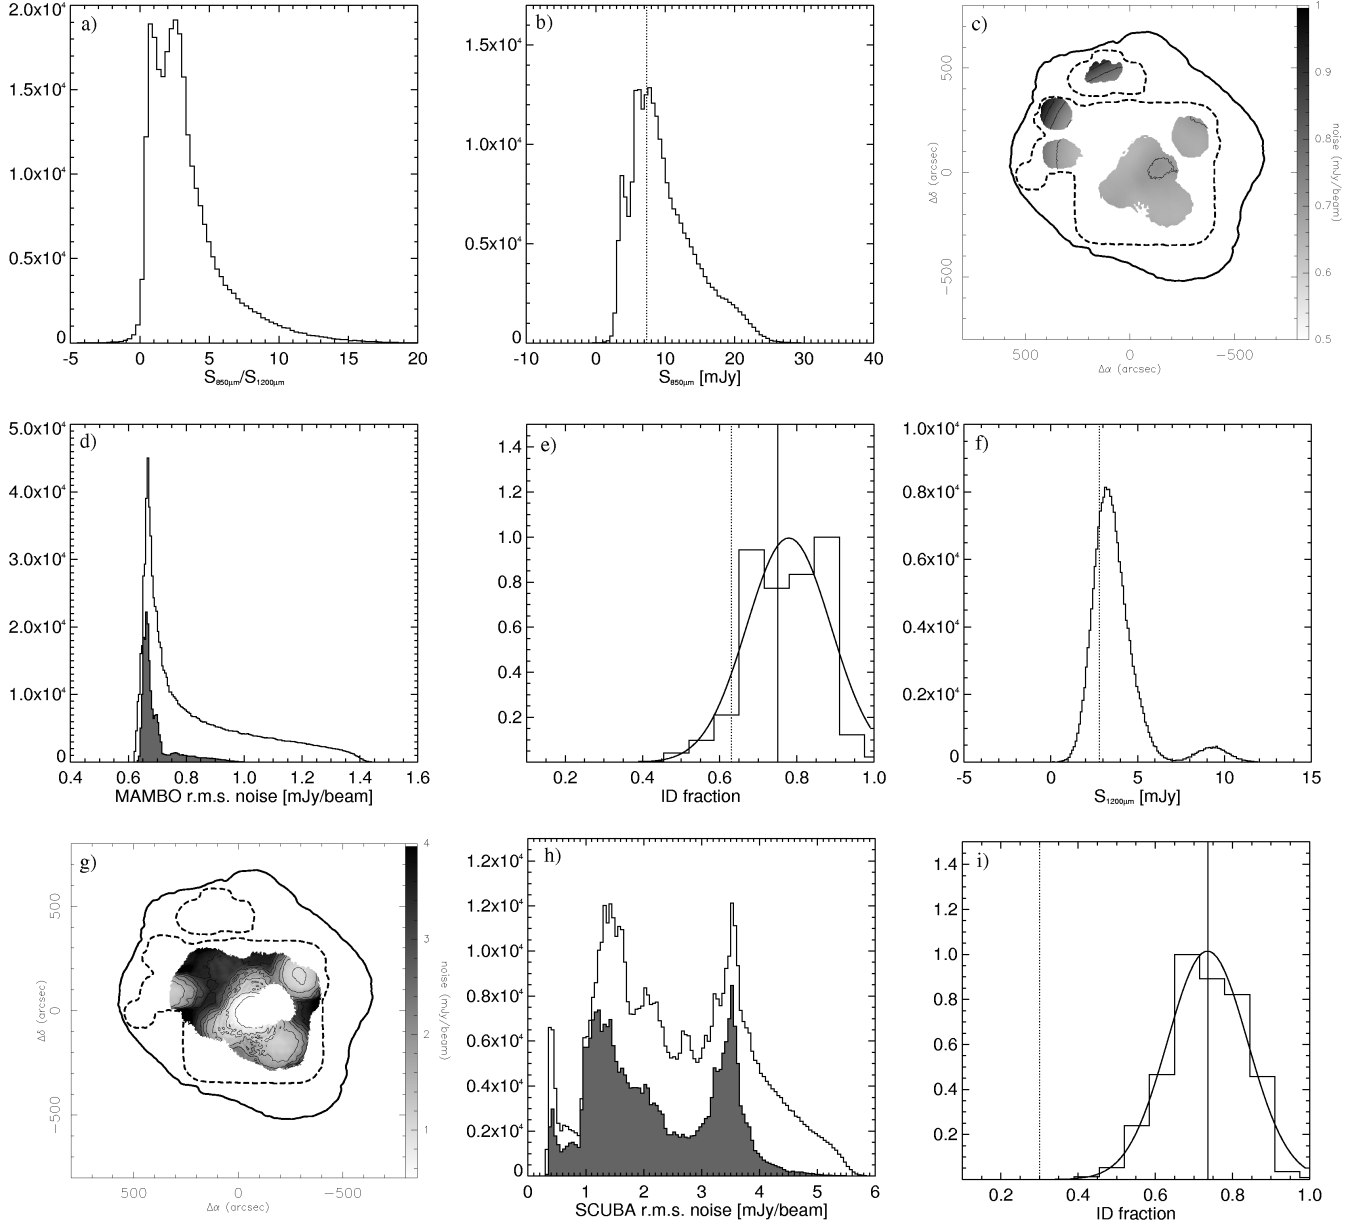 a)
2.0x10⁴
1.5x10⁴
1.0x10⁴
0.5x10⁴
0
-5 0 5 10 15 20
S850μm/S1200μm
b)
1.5x10⁴
1.0x10⁴
0.5x10⁴
0
-10 0 10 20 30 40
S850μm [mJy]
c)
500
0
−500
Δδ (arcsec)
500 0 −500
Δα (arcsec)
1
0.9
0.8
0.7
0.6
0.5
noise (mJy/beam)
d)
5.0x10⁴
4.0x10⁴
3.0x10⁴
2.0x10⁴
1.0x10⁴
0
0.4 0.6 0.8 1.0 1.2 1.4 1.6
MAMBO r.m.s. noise [mJy/beam]
e)
1.4
1.2
1.0
0.8
0.6
0.4
0.2
0.2 0.4 0.6 0.8 1.0
ID fraction
f)
1.0x10⁴
0.8x10⁴
0.6x10⁴
0.4x10⁴
0.2x10⁴
0
-5 0 5 10 15
S1200μm [mJy]
g)
500
0
−500
Δδ (arcsec)
500 0 −500
Δα (arcsec)
4
3
2
1
noise (mJy/beam)
h)
1.2x10⁴
1.2x10⁴
1.0x10⁴
0.8x10⁴
0.6x10⁴
0.4x10⁴
0.2x10⁴
0
0 1 2 3 4 5 6
SCUBA r.m.s. noise [mJy/beam]
i)
1.4
1.2
1.0
0.8
0.6
0.4
0.2
0.2 0.4 0.6 0.8 1.0
ID fraction